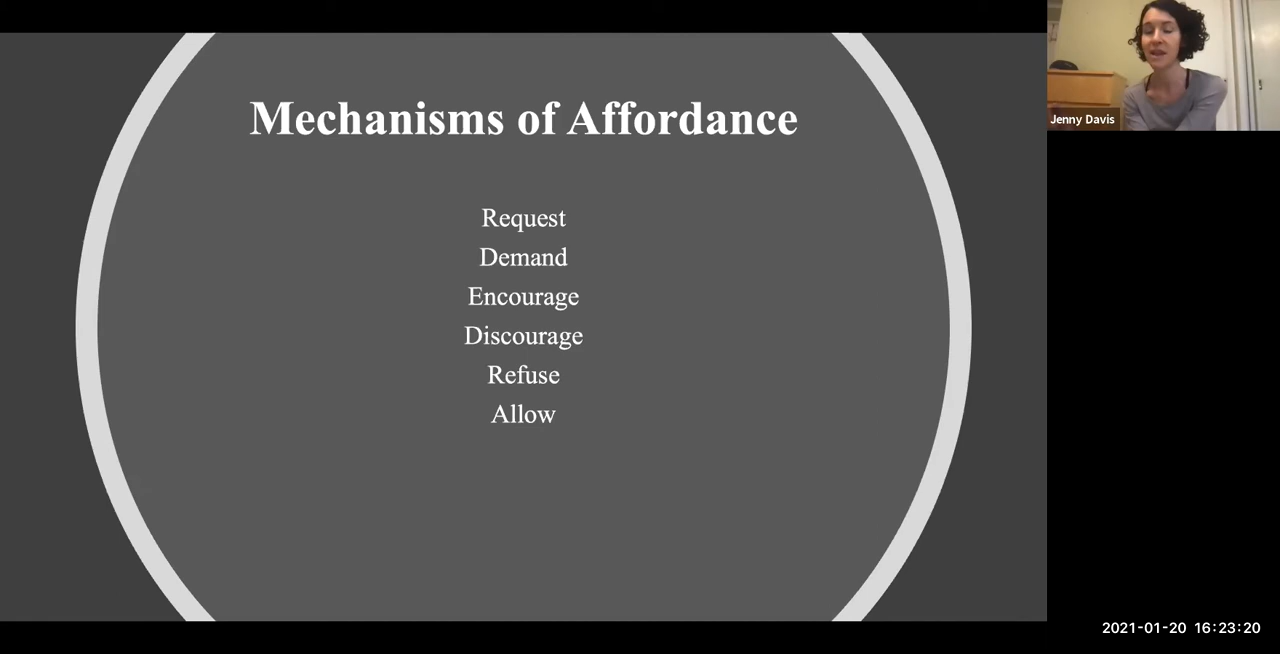 Mechanisms of Affordance
Request
Demand
Encourage
Discourage
Refuse
Allow
Jenny Davis
2021-01-20 16:23:20